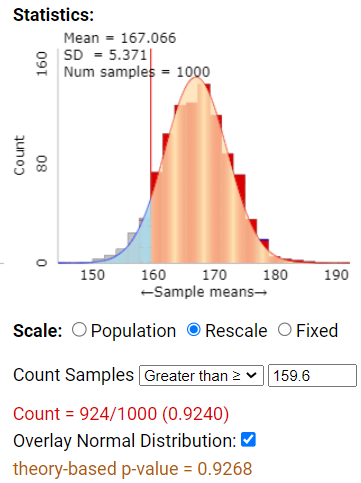 Statistics:
Mean = 167.066
SD = 5.371
Num samples = 1000
160
80
0
Count
150 160 170 180 190
←Sample means→
Scale: Population Rescale Fixed
Count Samples Greater than ≥ 159.6
Count = 924/1000 (0.9240)
Overlay Normal Distribution:
theory-based p-value = 0.9268